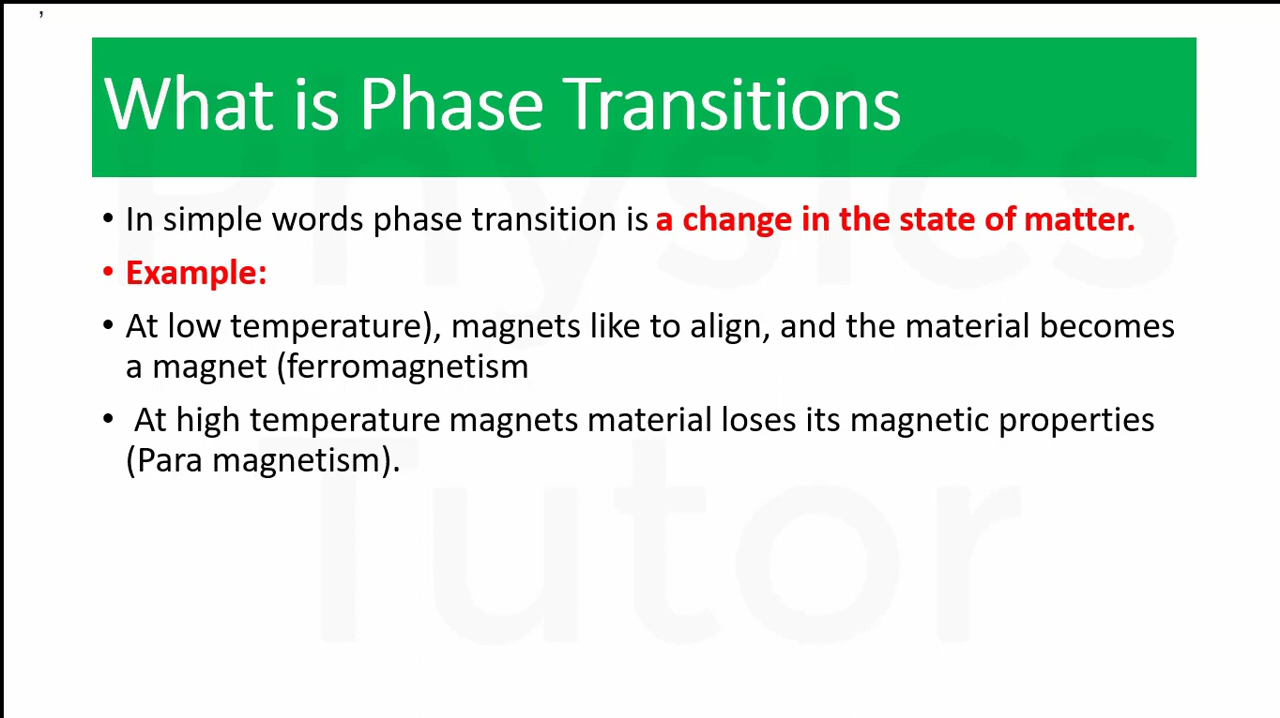 ,
What is Phase Transitions
• In simple words phase transition is a change in the state of matter.
• Example:
• At low temperature), magnets like to align, and the material becomes
a magnet (ferromagnetism
• At high temperature magnets material loses its magnetic properties
(Para magnetism).
Physics
Tutor